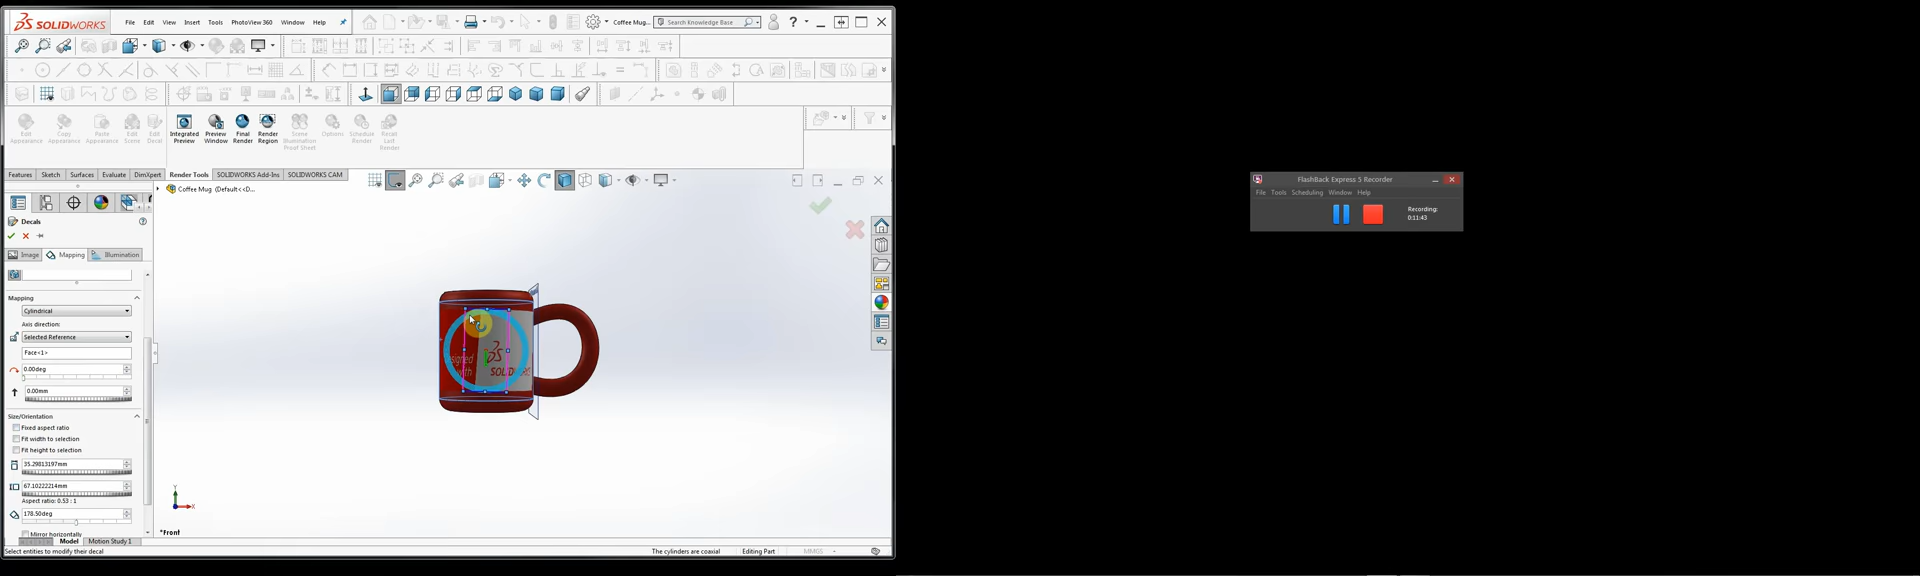 SOLIDWORKS File Edit View Insert Tools PhotoView 360 Window Help Coffee Mug... Search Knowledge Base ?
Edit Appearance Copy Appearance Paste Appearance Edit Scene Edit Decal Integrated Preview Preview Window Final Render Render Region Scene Illumination Proof Sheet Options Schedule Render Recall Last Render
Features Sketch Surfaces Evaluate DimXpert Render Tools SOLIDWORKS Add-Ins SOLIDWORKS CAM
Coffee Mug (Default<<D...
Decals
Image Mapping Illumination
Mapping
Cylindrical
Axis direction:
Selected Reference
Face<1>
0.00deg
0.00mm
Size/Orientation
Fixed aspect ratio
Fit width to selection
Fit height to selection
35.29813197mm
67.10222214mm
Aspect ratio: 0.53 : 1
178.50deg
Mirror horizontally
Model Motion Study 1
Select entities to modify their decal The cylinders are coaxial Editing Part MMGS
*Front
Y
X
with
FlashBack Express 5 Recorder
File Tools Scheduling Window Help
Recording:
0:11:43